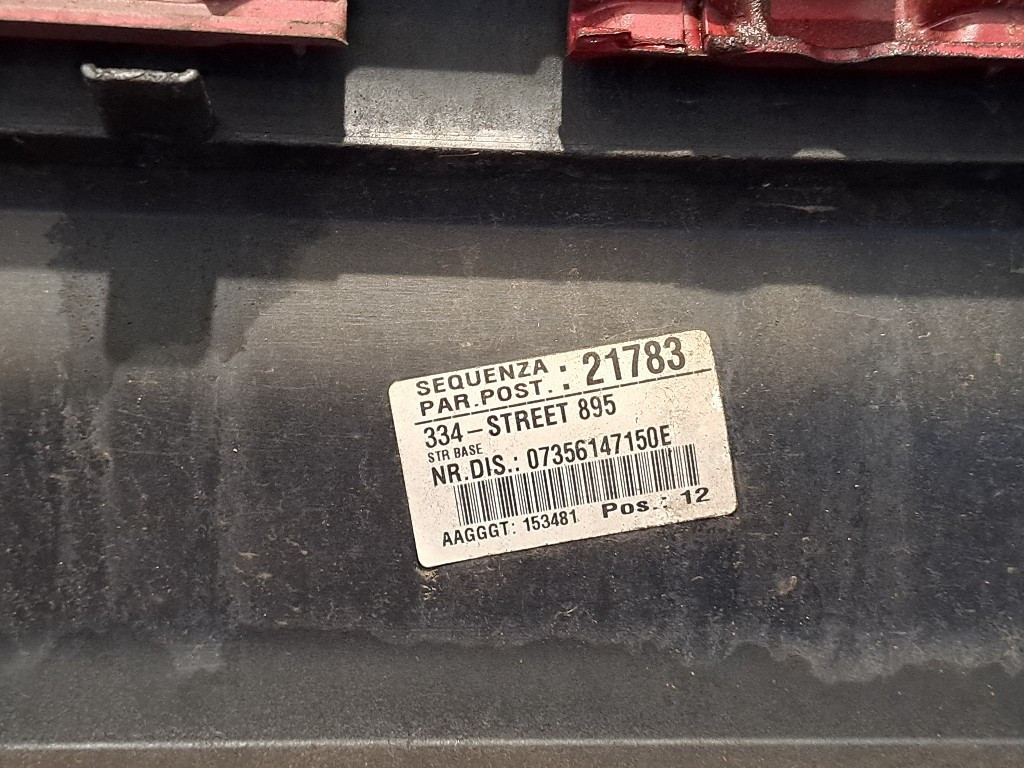 SEQUENZA : 21783
PAR.POST. :
334-STREET 895
STR BASE
NR.DIS.: 07356147150E
AAGGGT: 153481 Pos.: 12